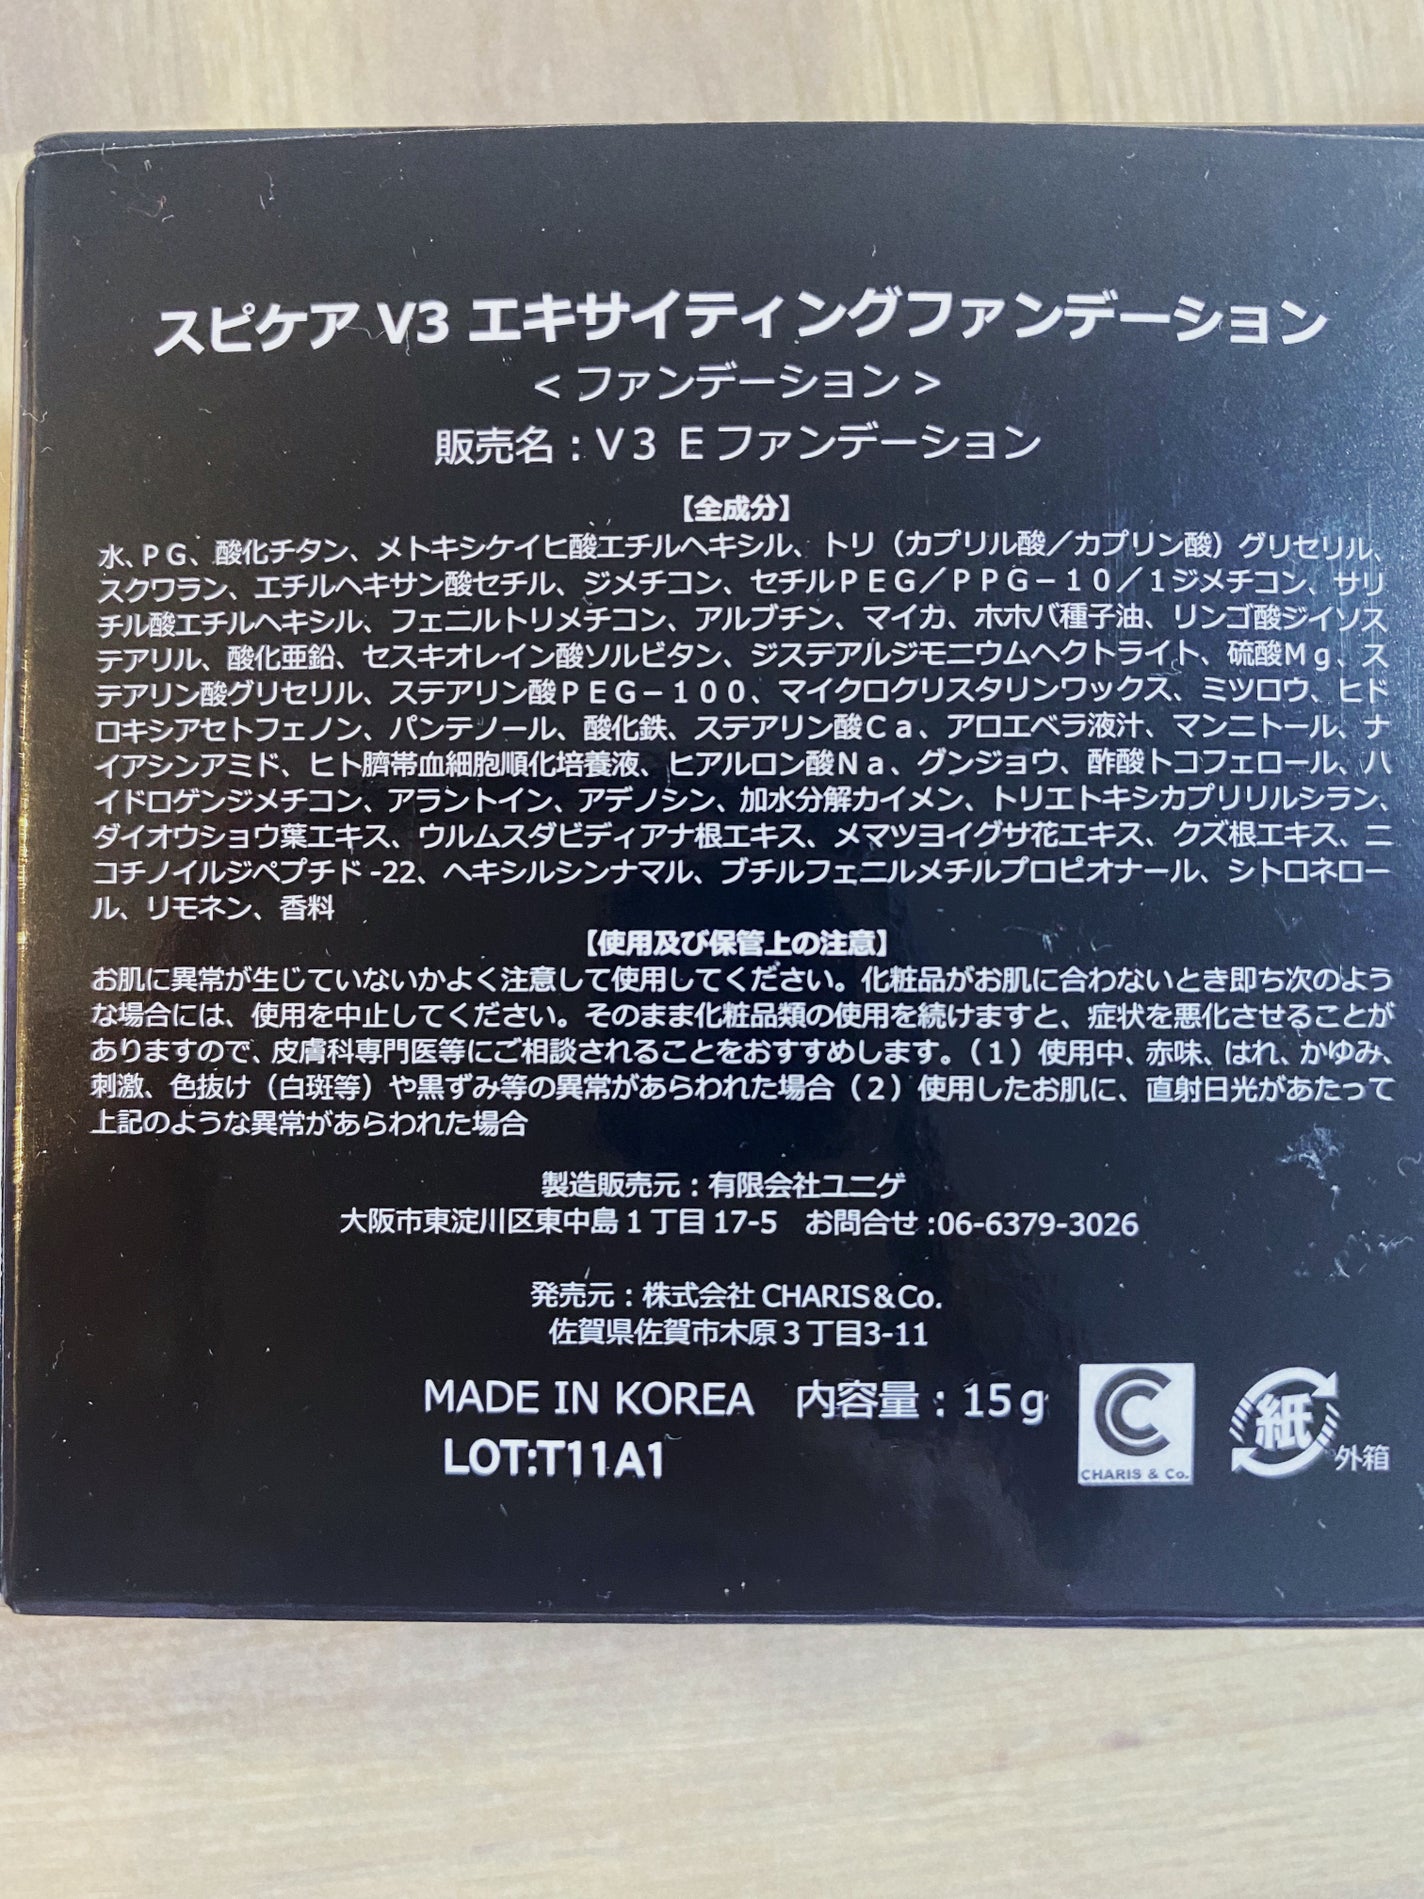 スピケア V3 エキサイティングファンデーション
< ファンデーション >
販売名：Ｖ３ Ｅファンデーション
【全成分】
水、ＰＧ、酸化チタン、メトキシケイヒ酸エチルヘキシル、トリ（カプリル酸／カプリン酸）グリセリル、
スクワラン、エチルヘキサン酸セチル、ジメチコン、セチルＰＥＧ／ＰＰＧ－１０／１ジメチコン、サリ
チル酸エチルヘキシル、フェニルトリメチコン、アルブチン、マイカ、ホホバ種子油、リンゴ酸ジイソス
テアリル、酸化亜鉛、セスキオレイン酸ソルビタン、ジステアルジモニウムヘクトライト、硫酸Ｍｇ、ス
テアリン酸グリセリル、ステアリン酸ＰＥＧ－１００、マイクロクリスタリンワックス、ミツロウ、ヒド
ロキシアセトフェノン、パンテノール、酸化鉄、ステアリン酸Ｃａ、アロエベラ液汁、マンニトール、ナ
イアシンアミド、ヒト臍帯血細胞順化培養液、ヒアルロン酸Ｎａ、グンジョウ、酢酸トコフェロール、ハ
イドロゲンジメチコン、アラントイン、アデノシン、加水分解カイメン、トリエトキシカプリリルシラン、
ダイオウショウ葉エキス、ウルムスダビディアナ根エキス、メマツヨイグサ花エキス、クズ根エキス、ニ
コチノイルジペプチド -22、ヘキシルシンナマル、ブチルフェニルメチルプロピオナール、シトロネロー
ル、リモネン、香料
【使用及び保管上の注意】
お肌に異常が生じていないかよく注意して使用してください。化粧品がお肌に合わないとき即ち次のよう
な場合には、使用を中止してください。そのまま化粧品類の使用を続けますと、症状を悪化させることが
ありますので、皮膚科専門医等にご相談されることをおすすめします。（１）使用中、赤味、はれ、かゆみ、
刺激、色抜け（白斑等）や黒ずみ等の異常があらわれた場合（２）使用したお肌に、直射日光があたって
上記のような異常があらわれた場合
製造販売元：有限会社ユニゲ
大阪市東淀川区東中島１丁目 17-5　お問合せ :06-6379-3026
発売元：株式会社 CHARIS＆Co.
佐賀県佐賀市木原３丁目3-11
MADE IN KOREA　内容量：15ｇ
LOT:T11A1
CHARIS & Co.
紙
外箱